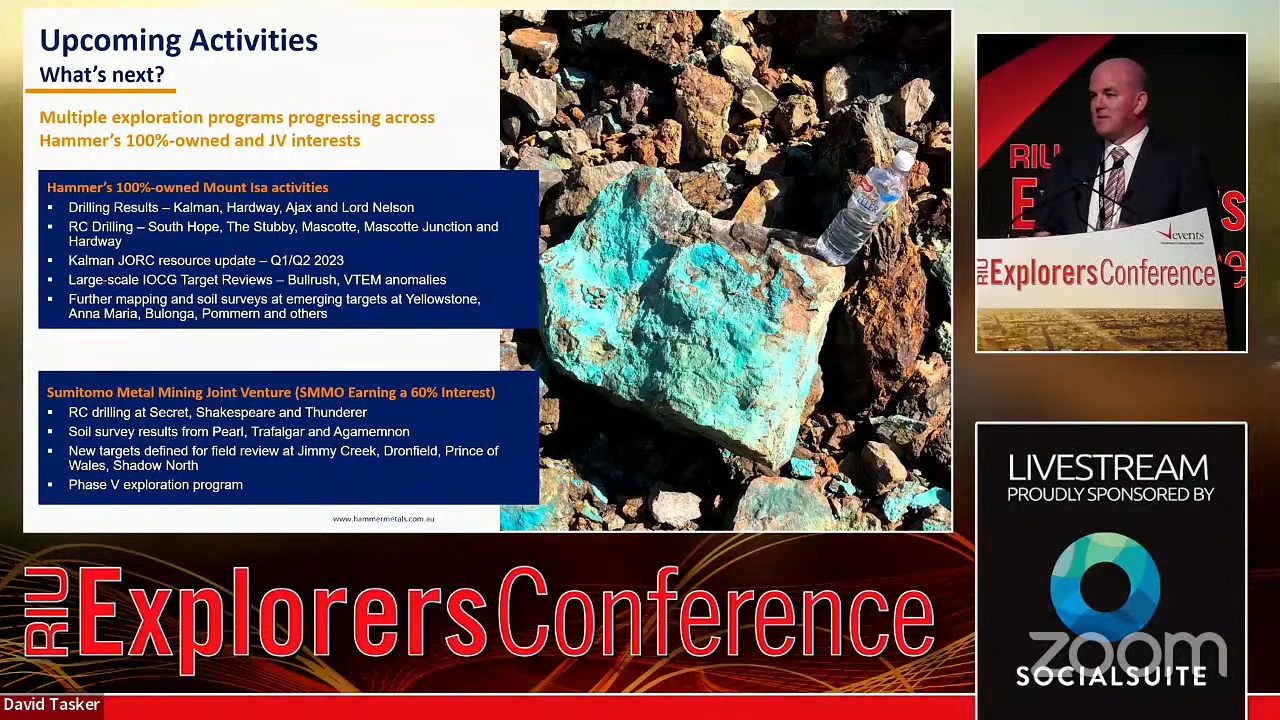 Upcoming Activities
What's next?
Multiple exploration programs progressing across
Hammer's 100%-owned and JV interests
Hammer's 100%-owned Mount Isa activities
▪ Drilling Results – Kalman, Hardway, Ajax and Lord Nelson
▪ RC Drilling – South Hope, The Stubby, Mascotte, Mascotte Junction and
Hardway
▪ Kalman JORC resource update – Q1/Q2 2023
▪ Large-scale IOCG Target Reviews – Bullrush, VTEM anomalies
▪ Further mapping and soil surveys at emerging targets at Yellowstone,
Anna Maria, Bulonga, Pommern and others
Sumitomo Metal Mining Joint Venture (SMMO Earning a 60% Interest)
▪ RC drilling at Secret, Shakespeare and Thunderer
▪ Soil survey results from Pearl, Trafalgar and Agamemnon
▪ New targets defined for field review at Jimmy Creek, Dronfield, Prince of
Wales, Shadow North
▪ Phase V exploration program
www.hammermetals.com.au
RIU
events
RIU ExplorersConference
LIVESTREAM
PROUDLY SPONSORED BY
zoom
SOCIALSUITE
RIU ExplorersConference
David Tasker